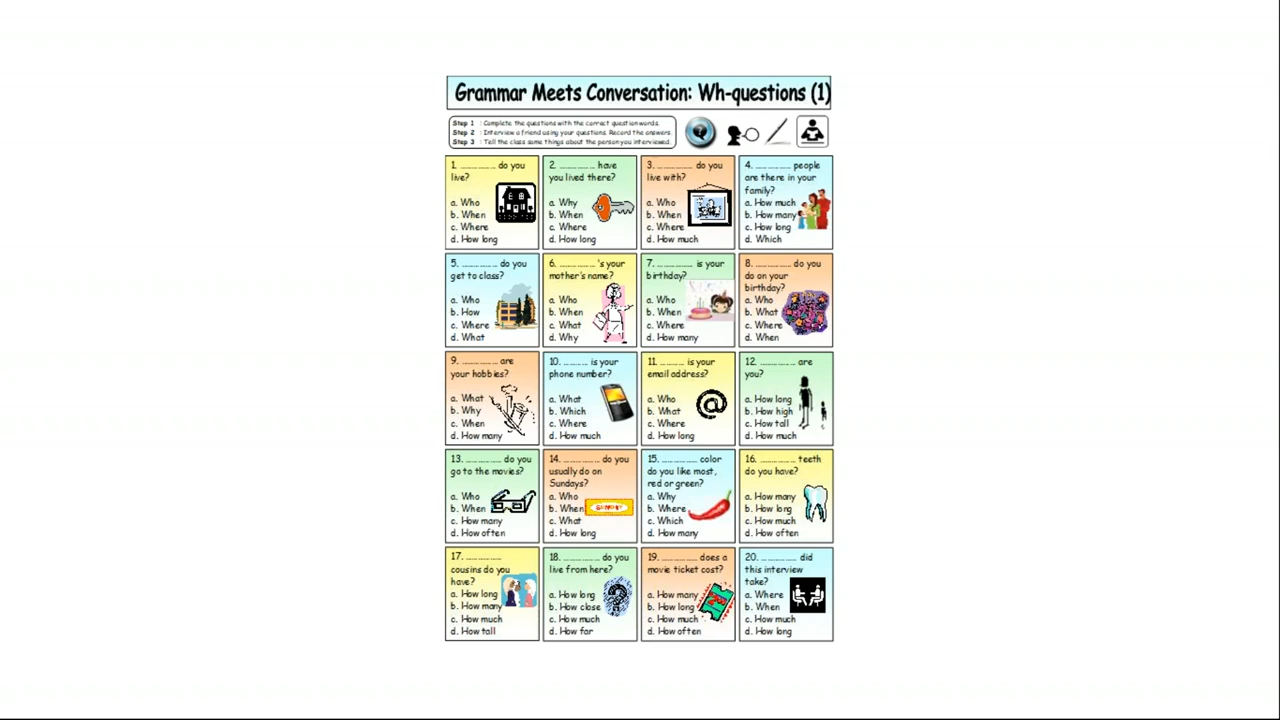 Grammar Meets Conversation: Wh-questions (1)
Step 1 : Complete the questions with the correct question words.
Step 2 : Interview a friend using your questions. Record the answers.
Step 3 : Tell the class some things about the person you interviewed.
1. ............... do you
live?
a. Who
b. When
c. Where
d. How long
2. ............... have
you lived there?
a. Why
b. When
c. Where
d. How long
3. ............... do you
live with?
a. Who
b. When
c. Where
d. How much
4. ............... people
are there in your
family?
a. How much
b. How many
c. How long
d. Which
5. ............... do you
get to class?
a. Who
b. How
c. Where
d. What
6. ............... 's your
mother's name?
a. Who
b. When
c. What
d. Why
7. ............... is your
birthday?
a. Who
b. When
c. Where
d. How many
8. ............... do you
do on your
birthday?
a. Who
b. What
c. Where
d. When
9. ............... are
your hobbies?
a. What
b. Why
c. When
d. How many
10. ........... is your
phone number?
a. What
b. Which
c. Where
d. How much
11. ........... is your
email address?
a. Who
b. What
c. Where
d. How long
12. ............... are
you?
a. How long
b. How high
c. How tall
d. How much
13. ............... do you
go to the movies?
a. Who
b. When
c. How many
d. How often
14. ............... do you
usually do on
Sundays?
a. Who
b. When
c. What
d. How long
SUNDAY
15. ............... color
do you like most,
red or green?
a. Why
b. Where
c. Which
d. How many
16. ............... teeth
do you have?
a. How many
b. How long
c. How much
d. How often
17. ...............
cousins do you
have?
a. How long
b. How many
c. How much
d. How tall
18. ............... do you
live from here?
a. How long
b. How close
c. How much
d. How far
19. ............... does a
movie ticket cost?
a. How many
b. How long
c. How much
d. How often
20. ............... did
this interview
take?
a. Where
b. When
c. How much
d. How long